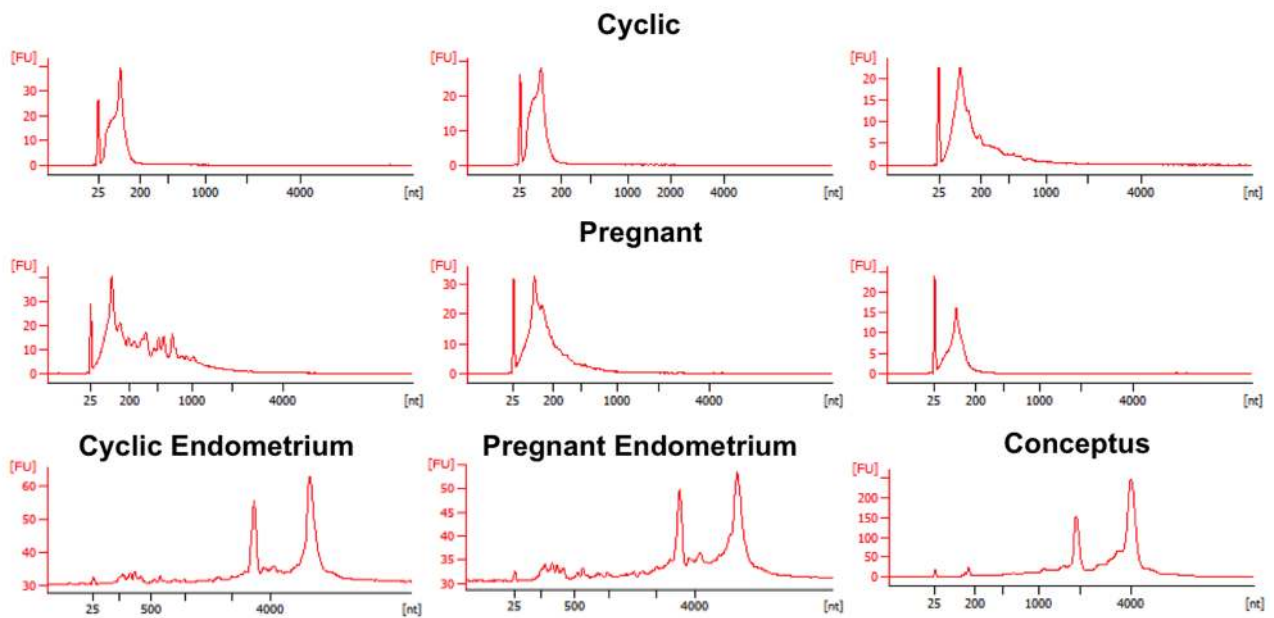 Cyclic
[FU] [FU] [FU]
30 20 10 0
25 200 1000 4000 [nt]
20 10 0
25 200 1000 2000 4000 [nt]
20 15 10 5 0
25 200 1000 4000 [nt]
Pregnant
[FU] [FU] [FU]
30 20 10 0
25 200 1000 4000 [nt]
30 20 10 0
25 200 1000 4000 [nt]
20 15 10 5 0
25 200 1000 4000 [nt]
Cyclic Endometrium Pregnant Endometrium Conceptus
[FU] [FU] [FU]
60 50 40 30
25 500 4000 [nt]
55 50 45 40 35 30
25 500 4000 [nt]
200 150 100 50 0
25 200 1000 4000 [nt]